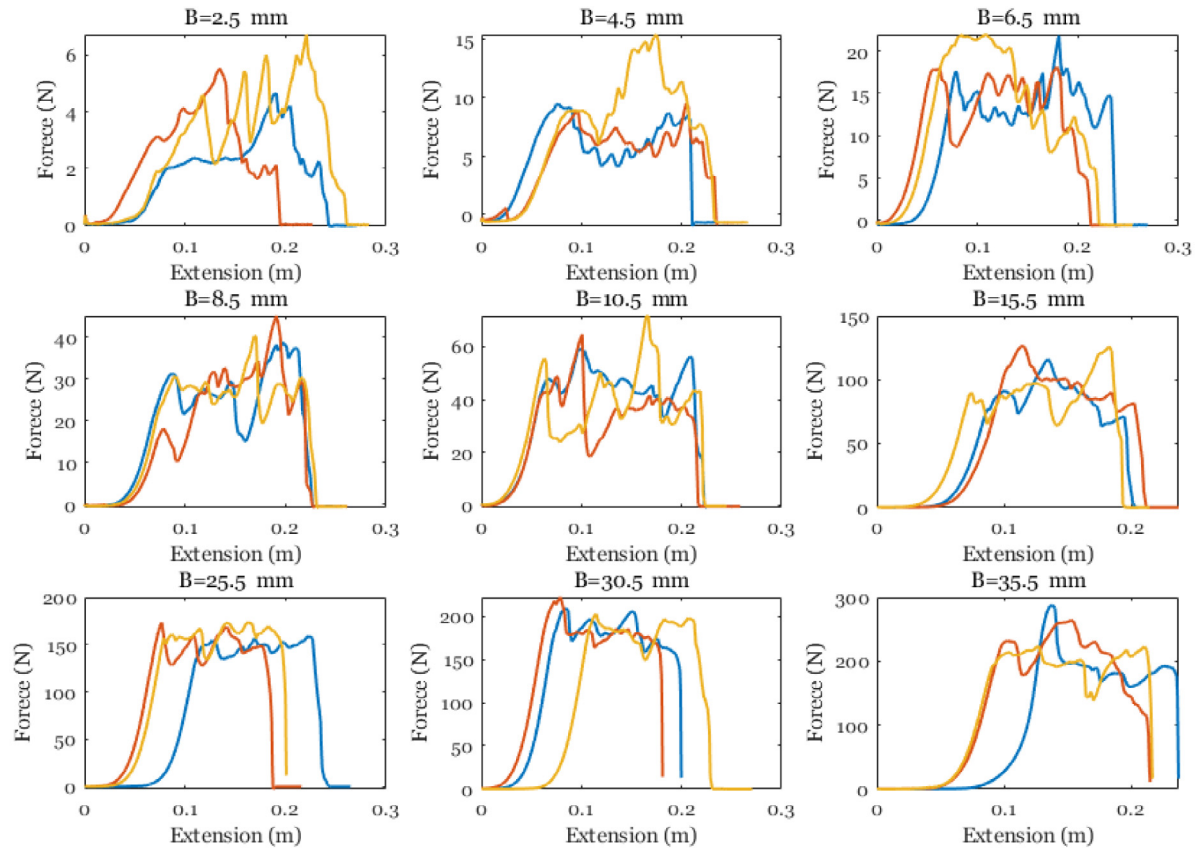 B=2.5 mm
Forece (N)
6
4
2
0
0 0.1 0.2 0.3
Extension (m)
B=4.5 mm
Forece (N)
15
10
5
0
0 0.1 0.2 0.3
Extension (m)
B=6.5 mm
Forece (N)
20
15
10
5
0
0 0.1 0.2 0.3
Extension (m)
B=8.5 mm
Forece (N)
40
30
20
10
0
0 0.1 0.2 0.3
Extension (m)
B=10.5 mm
Forece (N)
60
40
20
0
0 0.1 0.2 0.3
Extension (m)
B=15.5 mm
Forece (N)
150
100
50
0
0 0.1 0.2
Extension (m)
B=25.5 mm
Forece (N)
200
150
100
50
0
0 0.1 0.2 0.3
Extension (m)
B=30.5 mm
Forece (N)
200
150
100
50
0
0 0.1 0.2 0.3
Extension (m)
B=35.5 mm
Forece (N)
300
200
100
0
0 0.1 0.2
Extension (m)